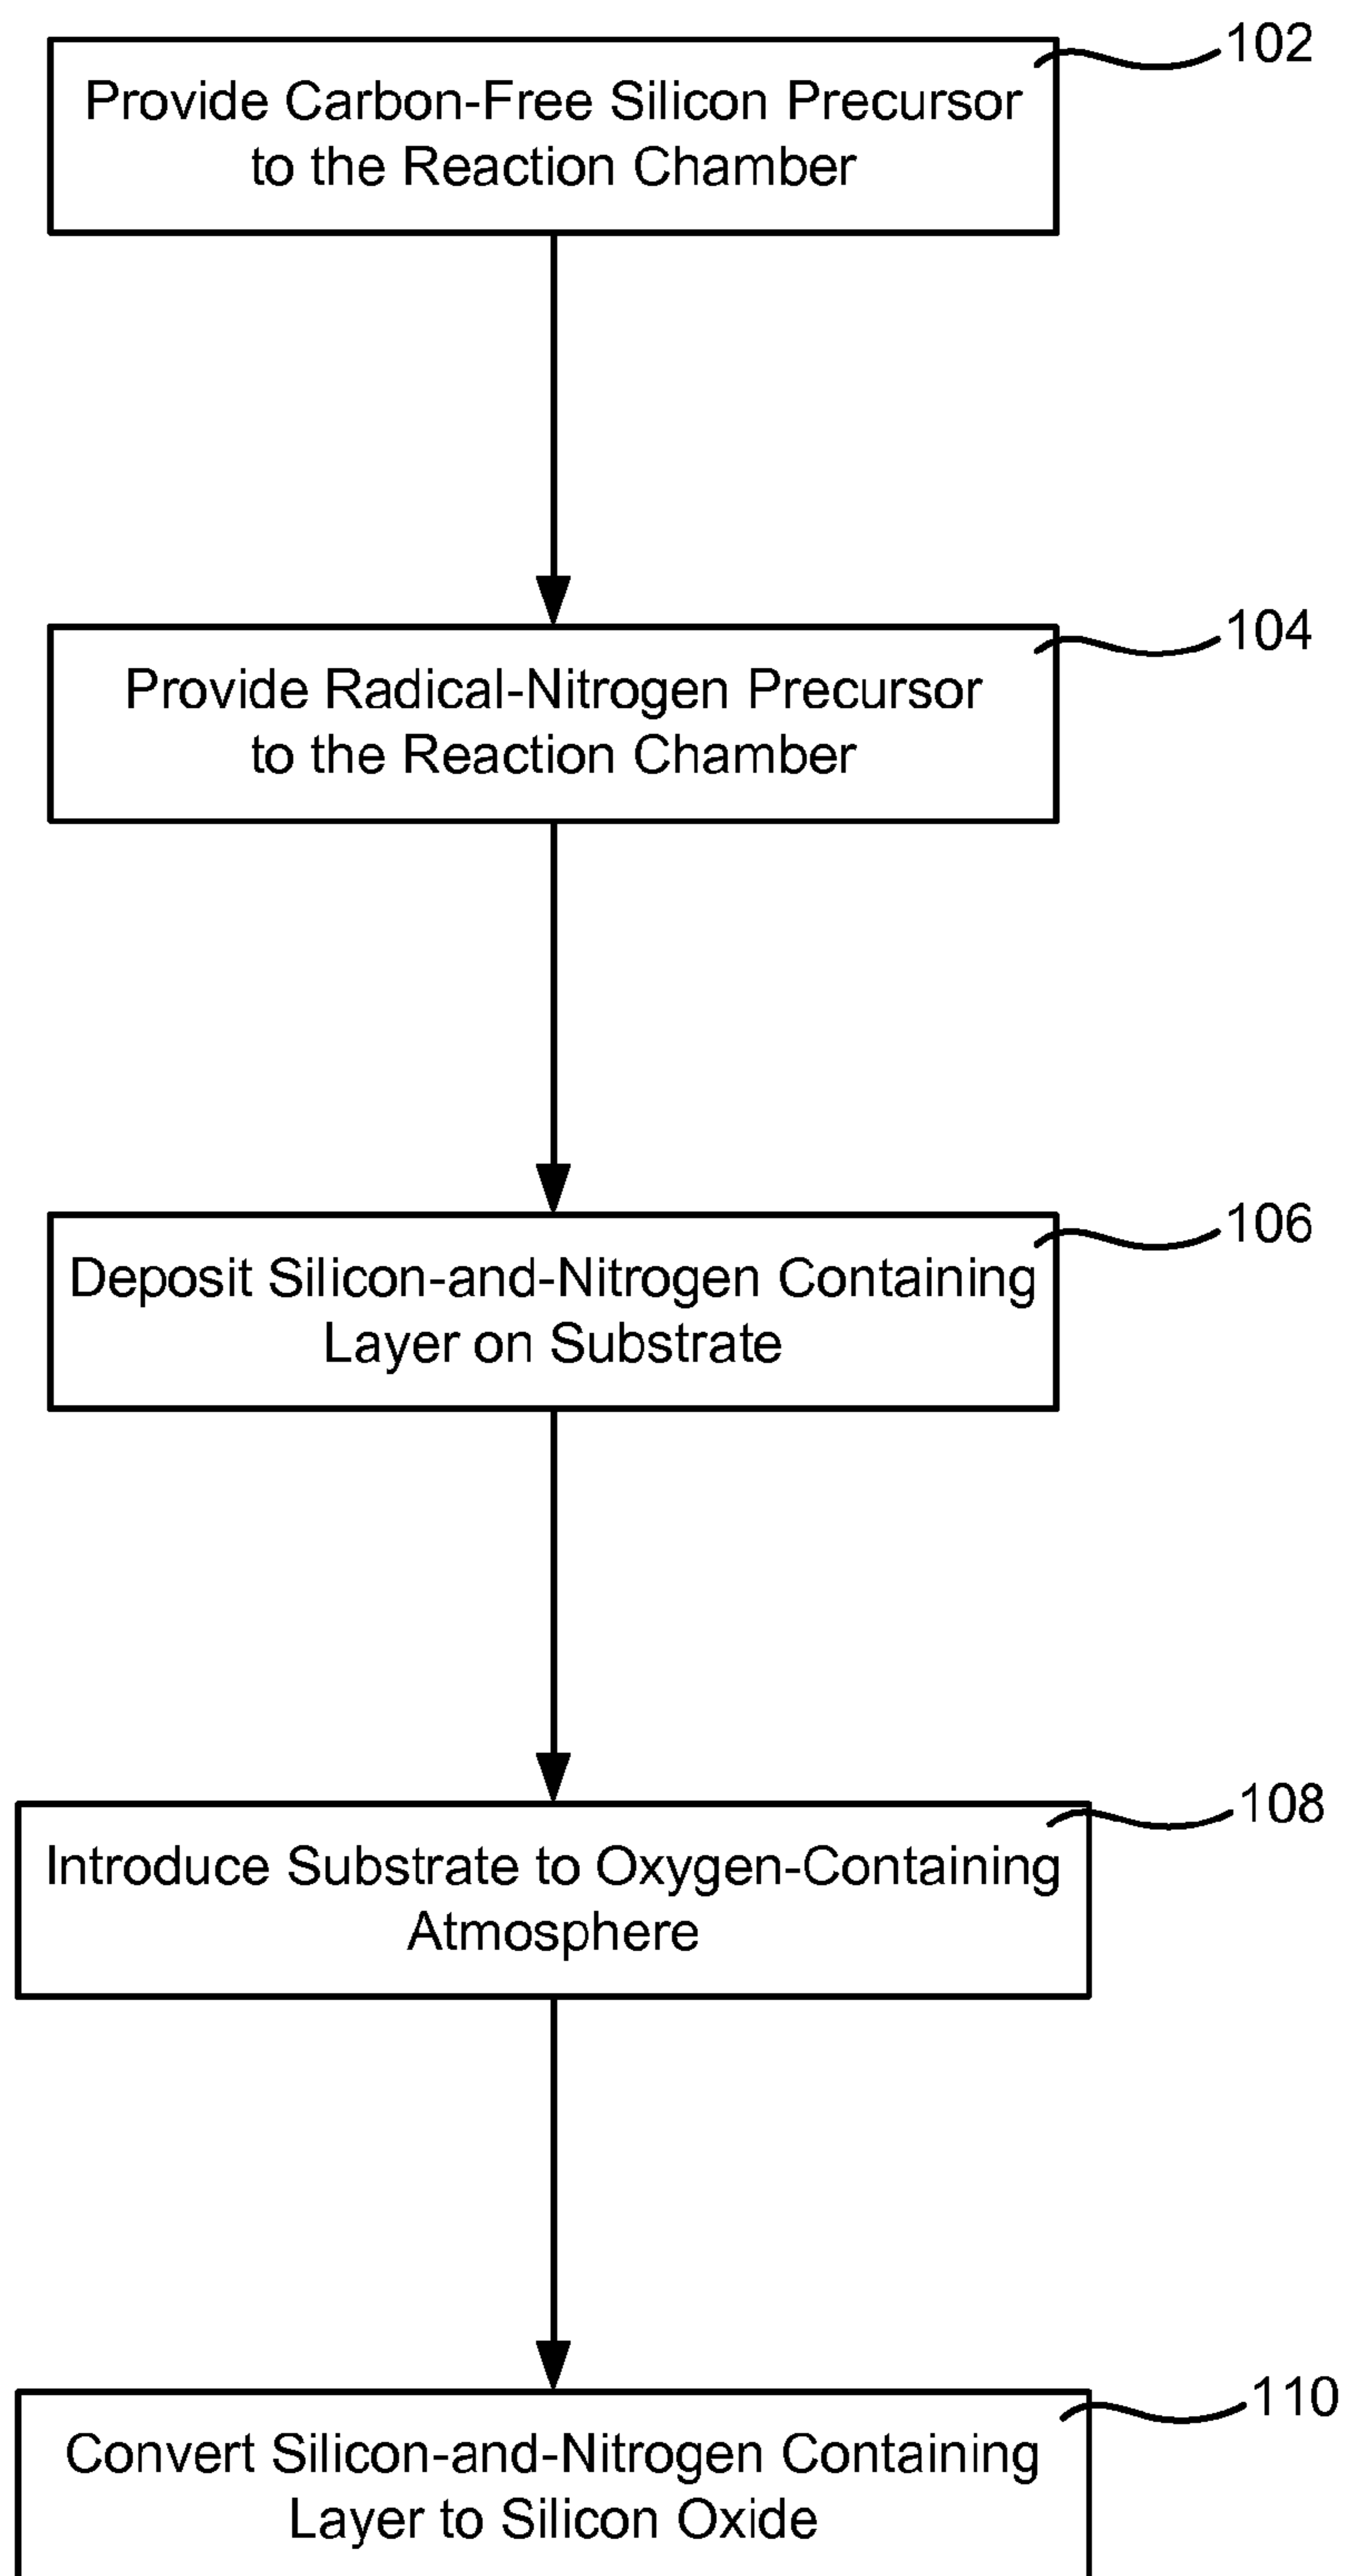 102
Provide Carbon-Free Silicon Precursor
to the Reaction Chamber
104
Provide Radical-Nitrogen Precursor
to the Reaction Chamber
106
Deposit Silicon-and-Nitrogen Containing
Layer on Substrate
108
Introduce Substrate to Oxygen-Containing
Atmosphere
110
Convert Silicon-and-Nitrogen Containing
Layer to Silicon Oxide